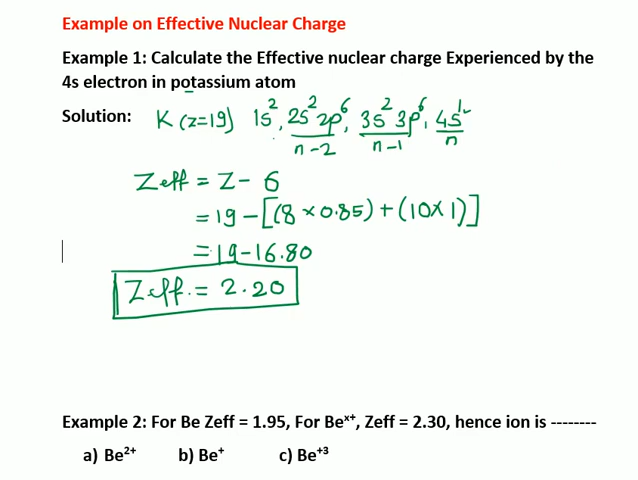 Example on Effective Nuclear Charge
Example 1: Calculate the Effective nuclear charge Experienced by the
4s electron in potassium atom
Solution: K (z=19) 1s², 2s² 2p⁶, 3s² 3p⁶, 4s¹
n-2 n-1 n
Zeff = Z - 6
= 19 - [(8 × 0.85) + (10 × 1)]
= 19 - 16.80
Zeff. = 2.20
Example 2: For Be Zeff = 1.95, For Beˣ⁺, Zeff = 2.30, hence ion is --------
a) Be²⁺ b) Be⁺ c) Be⁺³